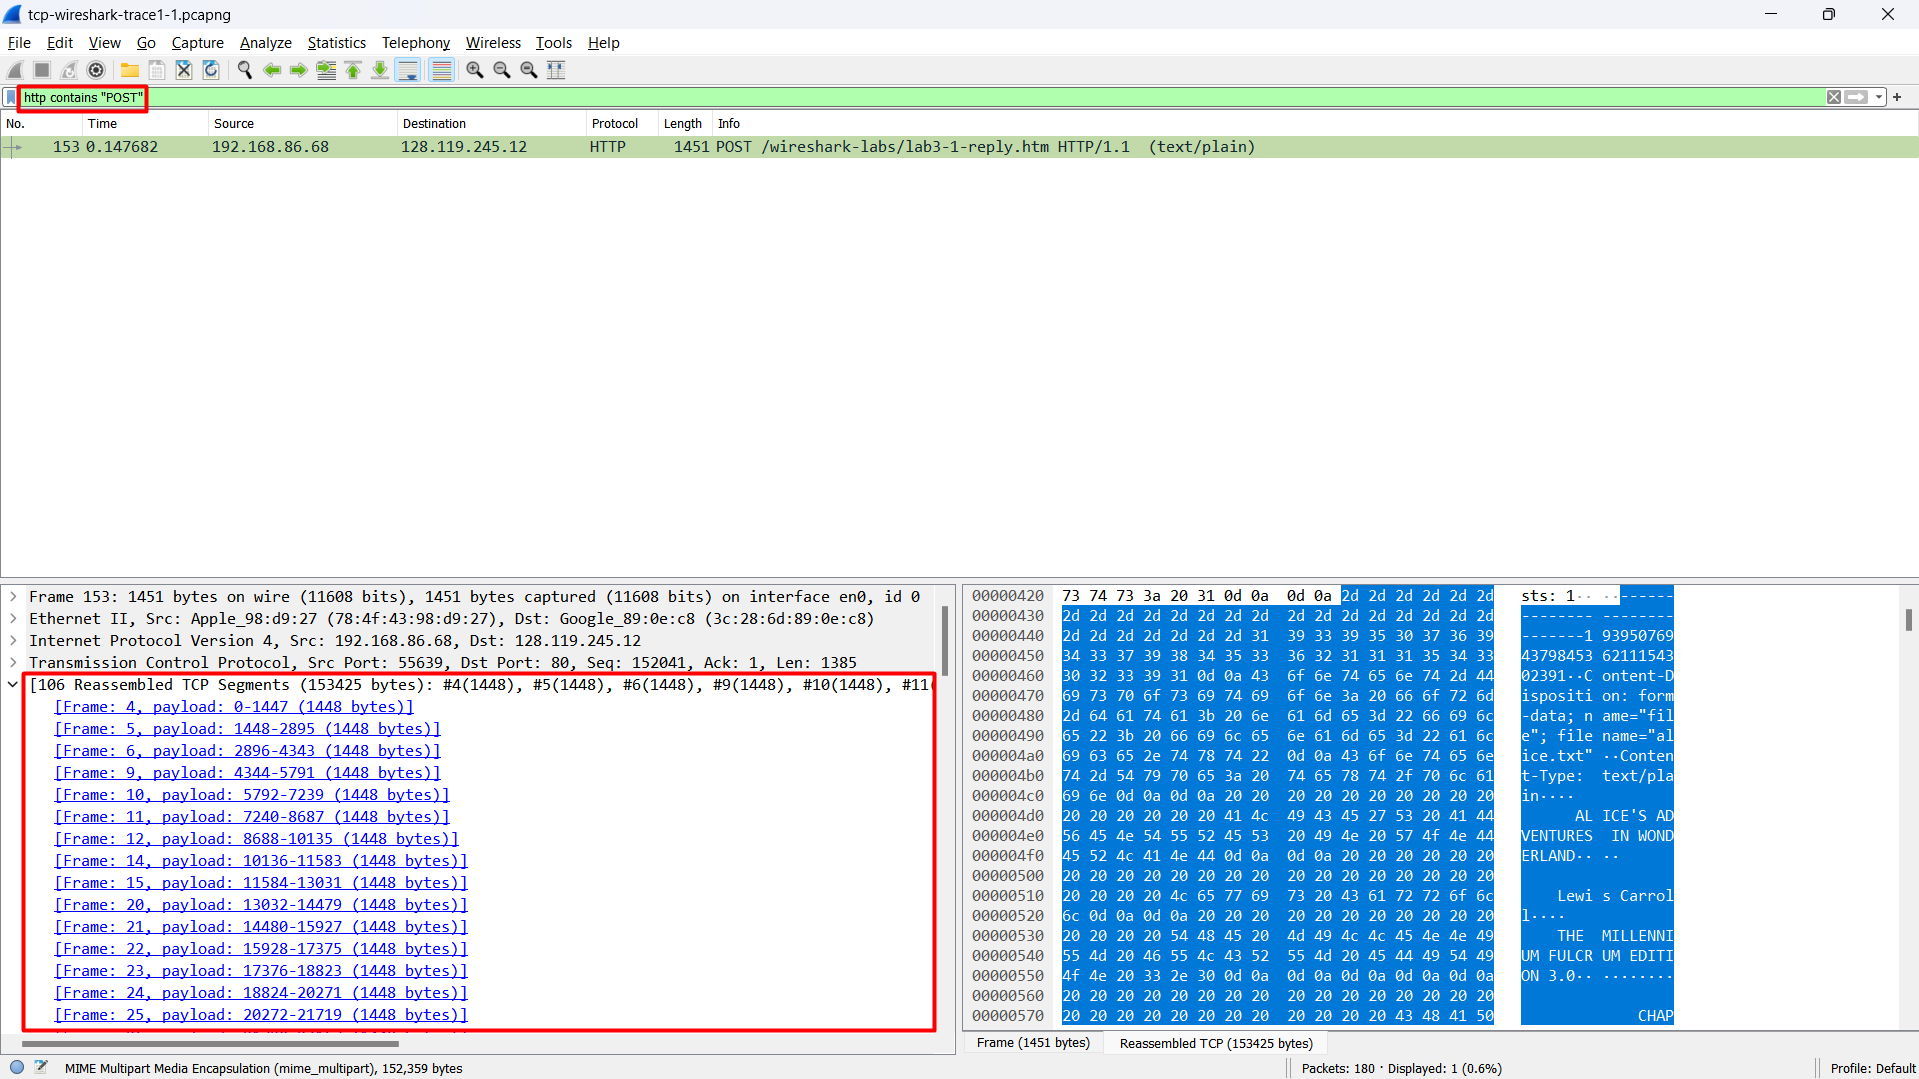 tcp-wireshark-trace1-1.pcapng
File Edit View Go Capture Analyze Statistics Telephony Wireless Tools Help
http contains "POST"
No. Time Source Destination Protocol Length Info
153 0.147682 192.168.86.68 128.119.245.12 HTTP 1451 POST /wireshark-labs/lab3-1-reply.htm HTTP/1.1 (text/plain)
Frame 153: 1451 bytes on wire (11608 bits), 1451 bytes captured (11608 bits) on interface en0, id 0
Ethernet II, Src: Apple_98:d9:27 (78:4f:43:98:d9:27), Dst: Google_89:0e:c8 (3c:28:6d:89:0e:c8)
Internet Protocol Version 4, Src: 192.168.86.68, Dst: 128.119.245.12
Transmission Control Protocol, Src Port: 55639, Dst Port: 80, Seq: 152041, Ack: 1, Len: 1385
[106 Reassembled TCP Segments (153425 bytes): #4(1448), #5(1448), #6(1448), #9(1448), #10(1448), #11(
[Frame: 4, payload: 0-1447 (1448 bytes)]
[Frame: 5, payload: 1448-2895 (1448 bytes)]
[Frame: 6, payload: 2896-4343 (1448 bytes)]
[Frame: 9, payload: 4344-5791 (1448 bytes)]
[Frame: 10, payload: 5792-7239 (1448 bytes)]
[Frame: 11, payload: 7240-8687 (1448 bytes)]
[Frame: 12, payload: 8688-10135 (1448 bytes)]
[Frame: 14, payload: 10136-11583 (1448 bytes)]
[Frame: 15, payload: 11584-13031 (1448 bytes)]
[Frame: 20, payload: 13032-14479 (1448 bytes)]
[Frame: 21, payload: 14480-15927 (1448 bytes)]
[Frame: 22, payload: 15928-17375 (1448 bytes)]
[Frame: 23, payload: 17376-18823 (1448 bytes)]
[Frame: 24, payload: 18824-20271 (1448 bytes)]
[Frame: 25, payload: 20272-21719 (1448 bytes)]
00000420 73 74 73 3a 20 31 0d 0a 0d 0a 2d 2d 2d 2d 2d 2d sts: 1·· ··------
00000430 2d 2d 2d 2d 2d 2d 2d 2d 2d 2d 2d 2d 2d 2d 2d 2d -------- --------
00000440 2d 2d 2d 2d 2d 2d 2d 31 39 33 39 35 30 37 36 39 -------1 93950769
00000450 34 33 37 39 38 34 35 33 36 32 31 31 31 35 34 33 43798453 62111543
00000460 30 32 33 39 31 0d 0a 43 6f 6e 74 65 6e 74 2d 44 02391··C ontent-D
00000470 69 73 70 6f 73 69 74 69 6f 6e 3a 20 66 6f 72 6d ispositi on: form
00000480 2d 64 61 74 61 3b 20 6e 61 6d 65 3d 22 66 69 6c -data; n ame="fil
00000490 65 22 3b 20 66 69 6c 65 6e 61 6d 65 3d 22 61 6c e"; file name="al
000004a0 69 63 65 2e 74 78 74 22 0d 0a 43 6f 6e 74 65 6e ice.txt" ··Conten
000004b0 74 2d 54 79 70 65 3a 20 74 65 78 74 2f 70 6c 61 t-Type: text/pla
000004c0 69 6e 0d 0a 0d 0a 20 20 20 20 20 20 20 20 20 20 in····
000004d0 20 20 20 20 20 20 41 4c 49 43 45 27 53 20 41 44 AL ICE'S AD
000004e0 56 45 4e 54 55 52 45 53 20 49 4e 20 57 4f 4e 44 VENTURES IN WOND
000004f0 45 52 4c 41 4e 44 0d 0a 0d 0a 20 20 20 20 20 20 ERLAND·· ··
00000500 20 20 20 20 20 20 20 20 20 20 20 20 20 20 20 20
00000510 20 20 20 20 4c 65 77 69 73 20 43 61 72 72 6f 6c Lewi s Carrol
00000520 6c 0d 0a 0d 0a 20 20 20 20 20 20 20 20 20 20 20 l····
00000530 20 20 20 20 54 48 45 20 4d 49 4c 4c 45 4e 4e 49 THE MILLENNI
00000540 55 4d 20 46 55 4c 43 52 55 4d 20 45 44 49 54 49 UM FULCR UM EDITI
00000550 4f 4e 20 33 2e 30 0d 0a 0d 0a 0d 0a 0d 0a 0d 0a ON 3.0·· ········
00000560 20 20 20 20 20 20 20 20 20 20 20 20 20 20 20 20
00000570 20 20 20 20 20 20 20 20 20 20 20 20 43 48 41 50 CHAP
Frame (1451 bytes) Reassembled TCP (153425 bytes)
MIME Multipart Media Encapsulation (mime_multipart), 152,359 bytes Packets: 180 · Displayed: 1 (0.6%) Profile: Default